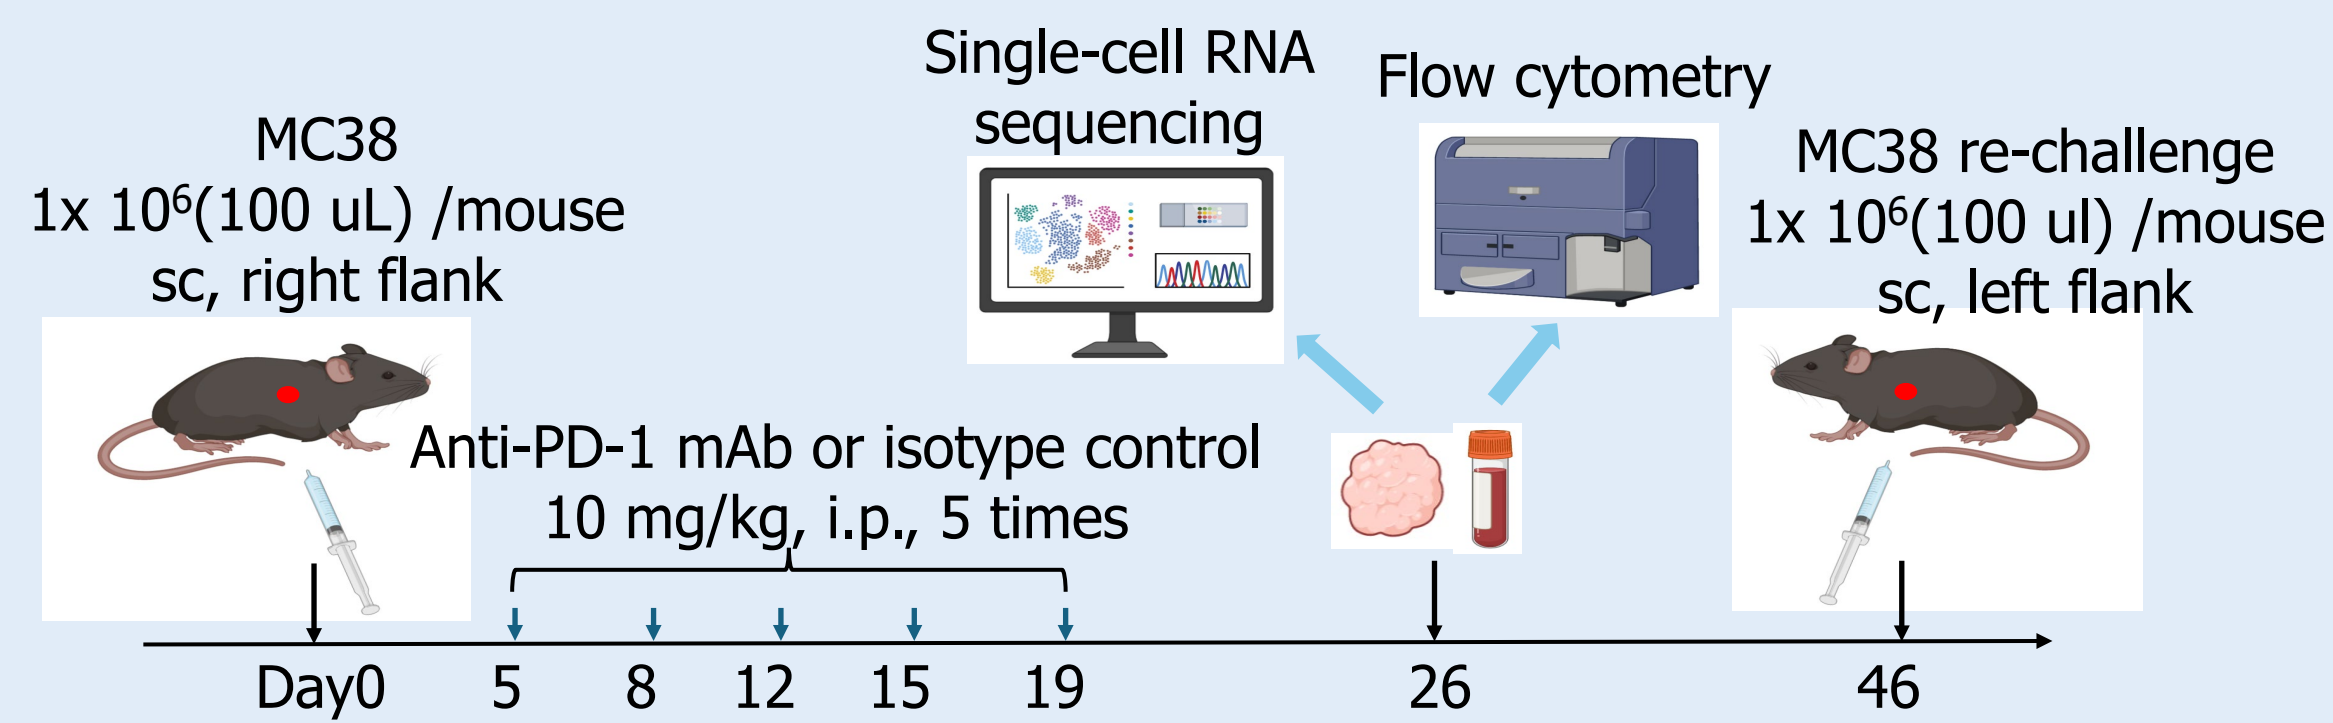 MC38
1x 10⁶(100 uL) /mouse
sc, right flank
Anti-PD-1 mAb or isotype control
10 mg/kg, i.p., 5 times
Single-cell RNA
sequencing
Flow cytometry
MC38 re-challenge
1x 10⁶(100 ul) /mouse
sc, left flank
Day0 5 8 12 15 19 26 46